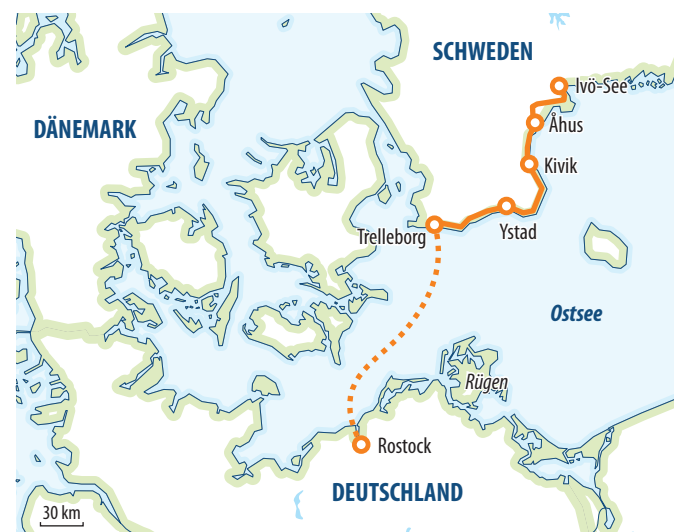 SCHWEDEN
Ivö-See
DÄNEMARK
Åhus
Kivik
Trelleborg
Ystad
Ostsee
Rügen
Rostock
DEUTSCHLAND
30 km